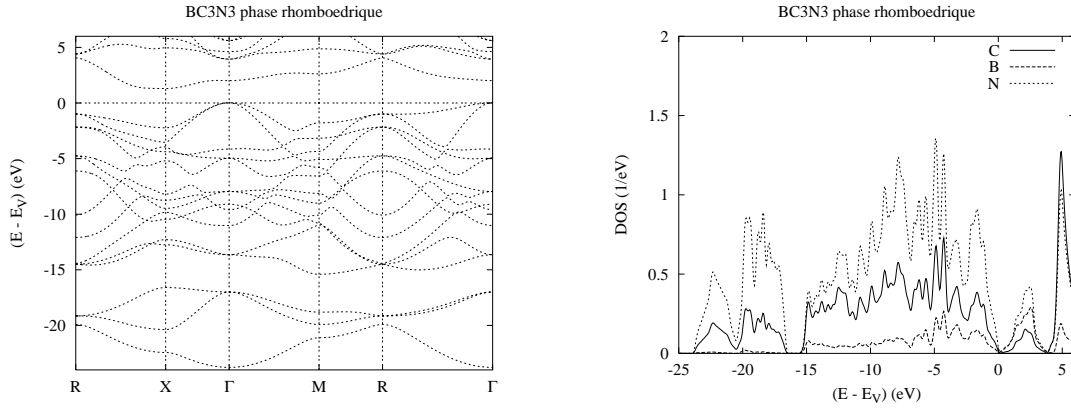 BC3N3 phase rhomboedrique
5
0
-5
-10
-15
-20
(E - E_V) (eV)
R X Γ M R Γ
BC3N3 phase rhomboedrique
2
1.5
1
0.5
0
DOS (1/eV)
C
B
N
-25 -20 -15 -10 -5 0 5
(E - E_V) (eV)